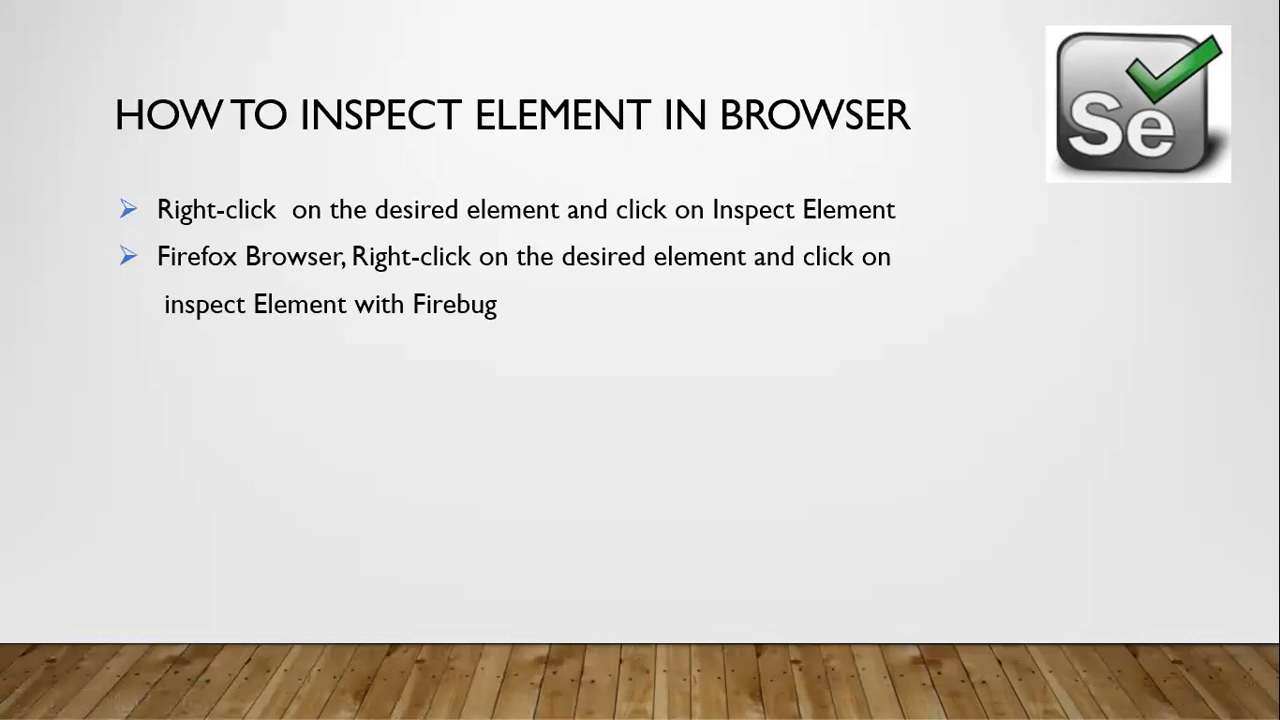 HOW TO INSPECT ELEMENT IN BROWSER
Se
Right-click  on the desired element and click on Inspect Element
Firefox Browser, Right-click on the desired element and click on
inspect Element with Firebug